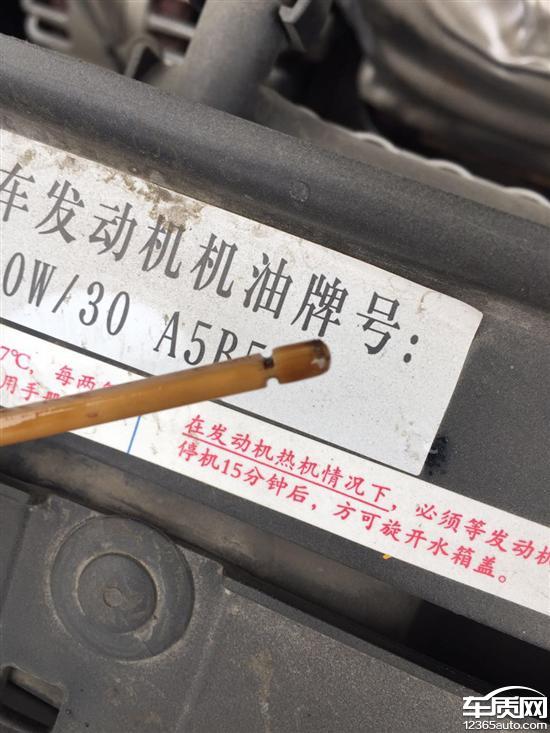 车发动机机油牌号:
0W/30 A5B5
7℃, 每两
用手册
在发动机热机情况下, 必须等发动机
停机15分钟后, 方可旋开水箱盖。
车质网
12365auto.com